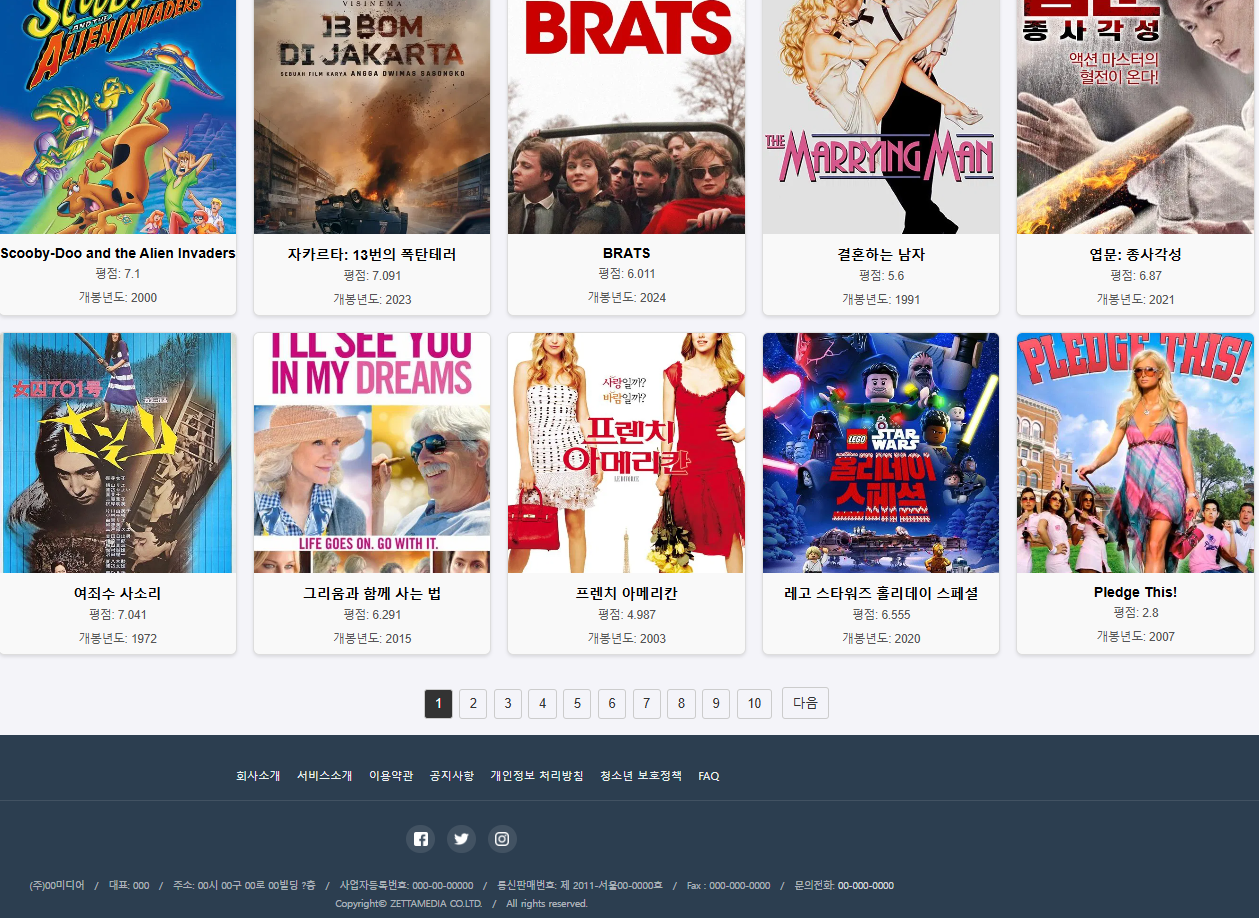 SCOOBY-DOO
AND THE
ALIEN INVADERS
VISINEMA
13 BOM
DI JAKARTA
SEBUAH FILM KARYA ANGGA DWIMAS SASONGKO
BRATS
THE MARRYING MAN
종사각성
액션 마스터의
혈전이 온다!
Scooby-Doo and the Alien Invaders
평점: 7.1
개봉년도: 2000
자카르타: 13번의 폭탄테러
평점: 7.091
개봉년도: 2023
BRATS
평점: 6.011
개봉년도: 2024
결혼하는 남자
평점: 5.6
개봉년도: 1991
엽문: 종사각성
평점: 6.87
개봉년도: 2021
女囚701号
さそり
I'LL SEE YOU
IN MY DREAMS
LIFE GOES ON. GO WITH IT.
사랑일까?
바람일까?
프렌치
아메리칸
LEGO STAR WARS
홀리데이
스페셜
PLEDGE THIS!
여죄수 사소리
평점: 7.041
개봉년도: 1972
그리움과 함께 사는 법
평점: 6.291
개봉년도: 2015
프렌치 아메리칸
평점: 4.987
개봉년도: 2003
레고 스타워즈 홀리데이 스페셜
평점: 6.555
개봉년도: 2020
Pledge This!
평점: 2.8
개봉년도: 2007
1 2 3 4 5 6 7 8 9 10 다음
회사소개 서비스소개 이용약관 공지사항 개인정보 처리방침 청소년 보호정책 FAQ
(주)00미디어 / 대표: 000 / 주소: 00시 00구 00로 00빌딩 ?층 / 사업자등록번호: 000-00-00000 / 통신판매번호: 제 2011-서울00-0000호 / Fax : 000-000-0000 / 문의전화: 00-000-0000
Copyright© ZETTAMEDIA CO.LTD. / All rights reserved.